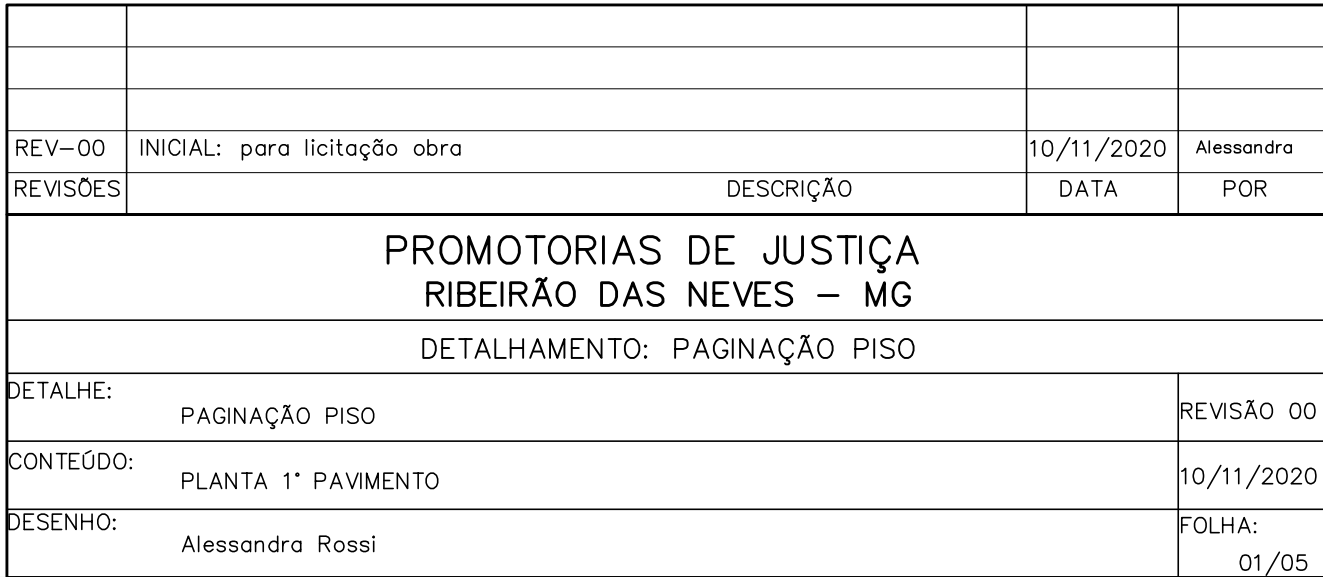 REV-00 INICIAL: para licitação obra 10/11/2020 Alessandra
REVISÕES DESCRIÇÃO DATA POR
PROMOTORIAS DE JUSTIÇA
RIBEIRÃO DAS NEVES - MG
DETALHAMENTO: PAGINAÇÃO PISO
DETALHE:
PAGINAÇÃO PISO
REVISÃO 00
CONTEÚDO:
PLANTA 1° PAVIMENTO
10/11/2020
DESENHO:
Alessandra Rossi
FOLHA:
01/05